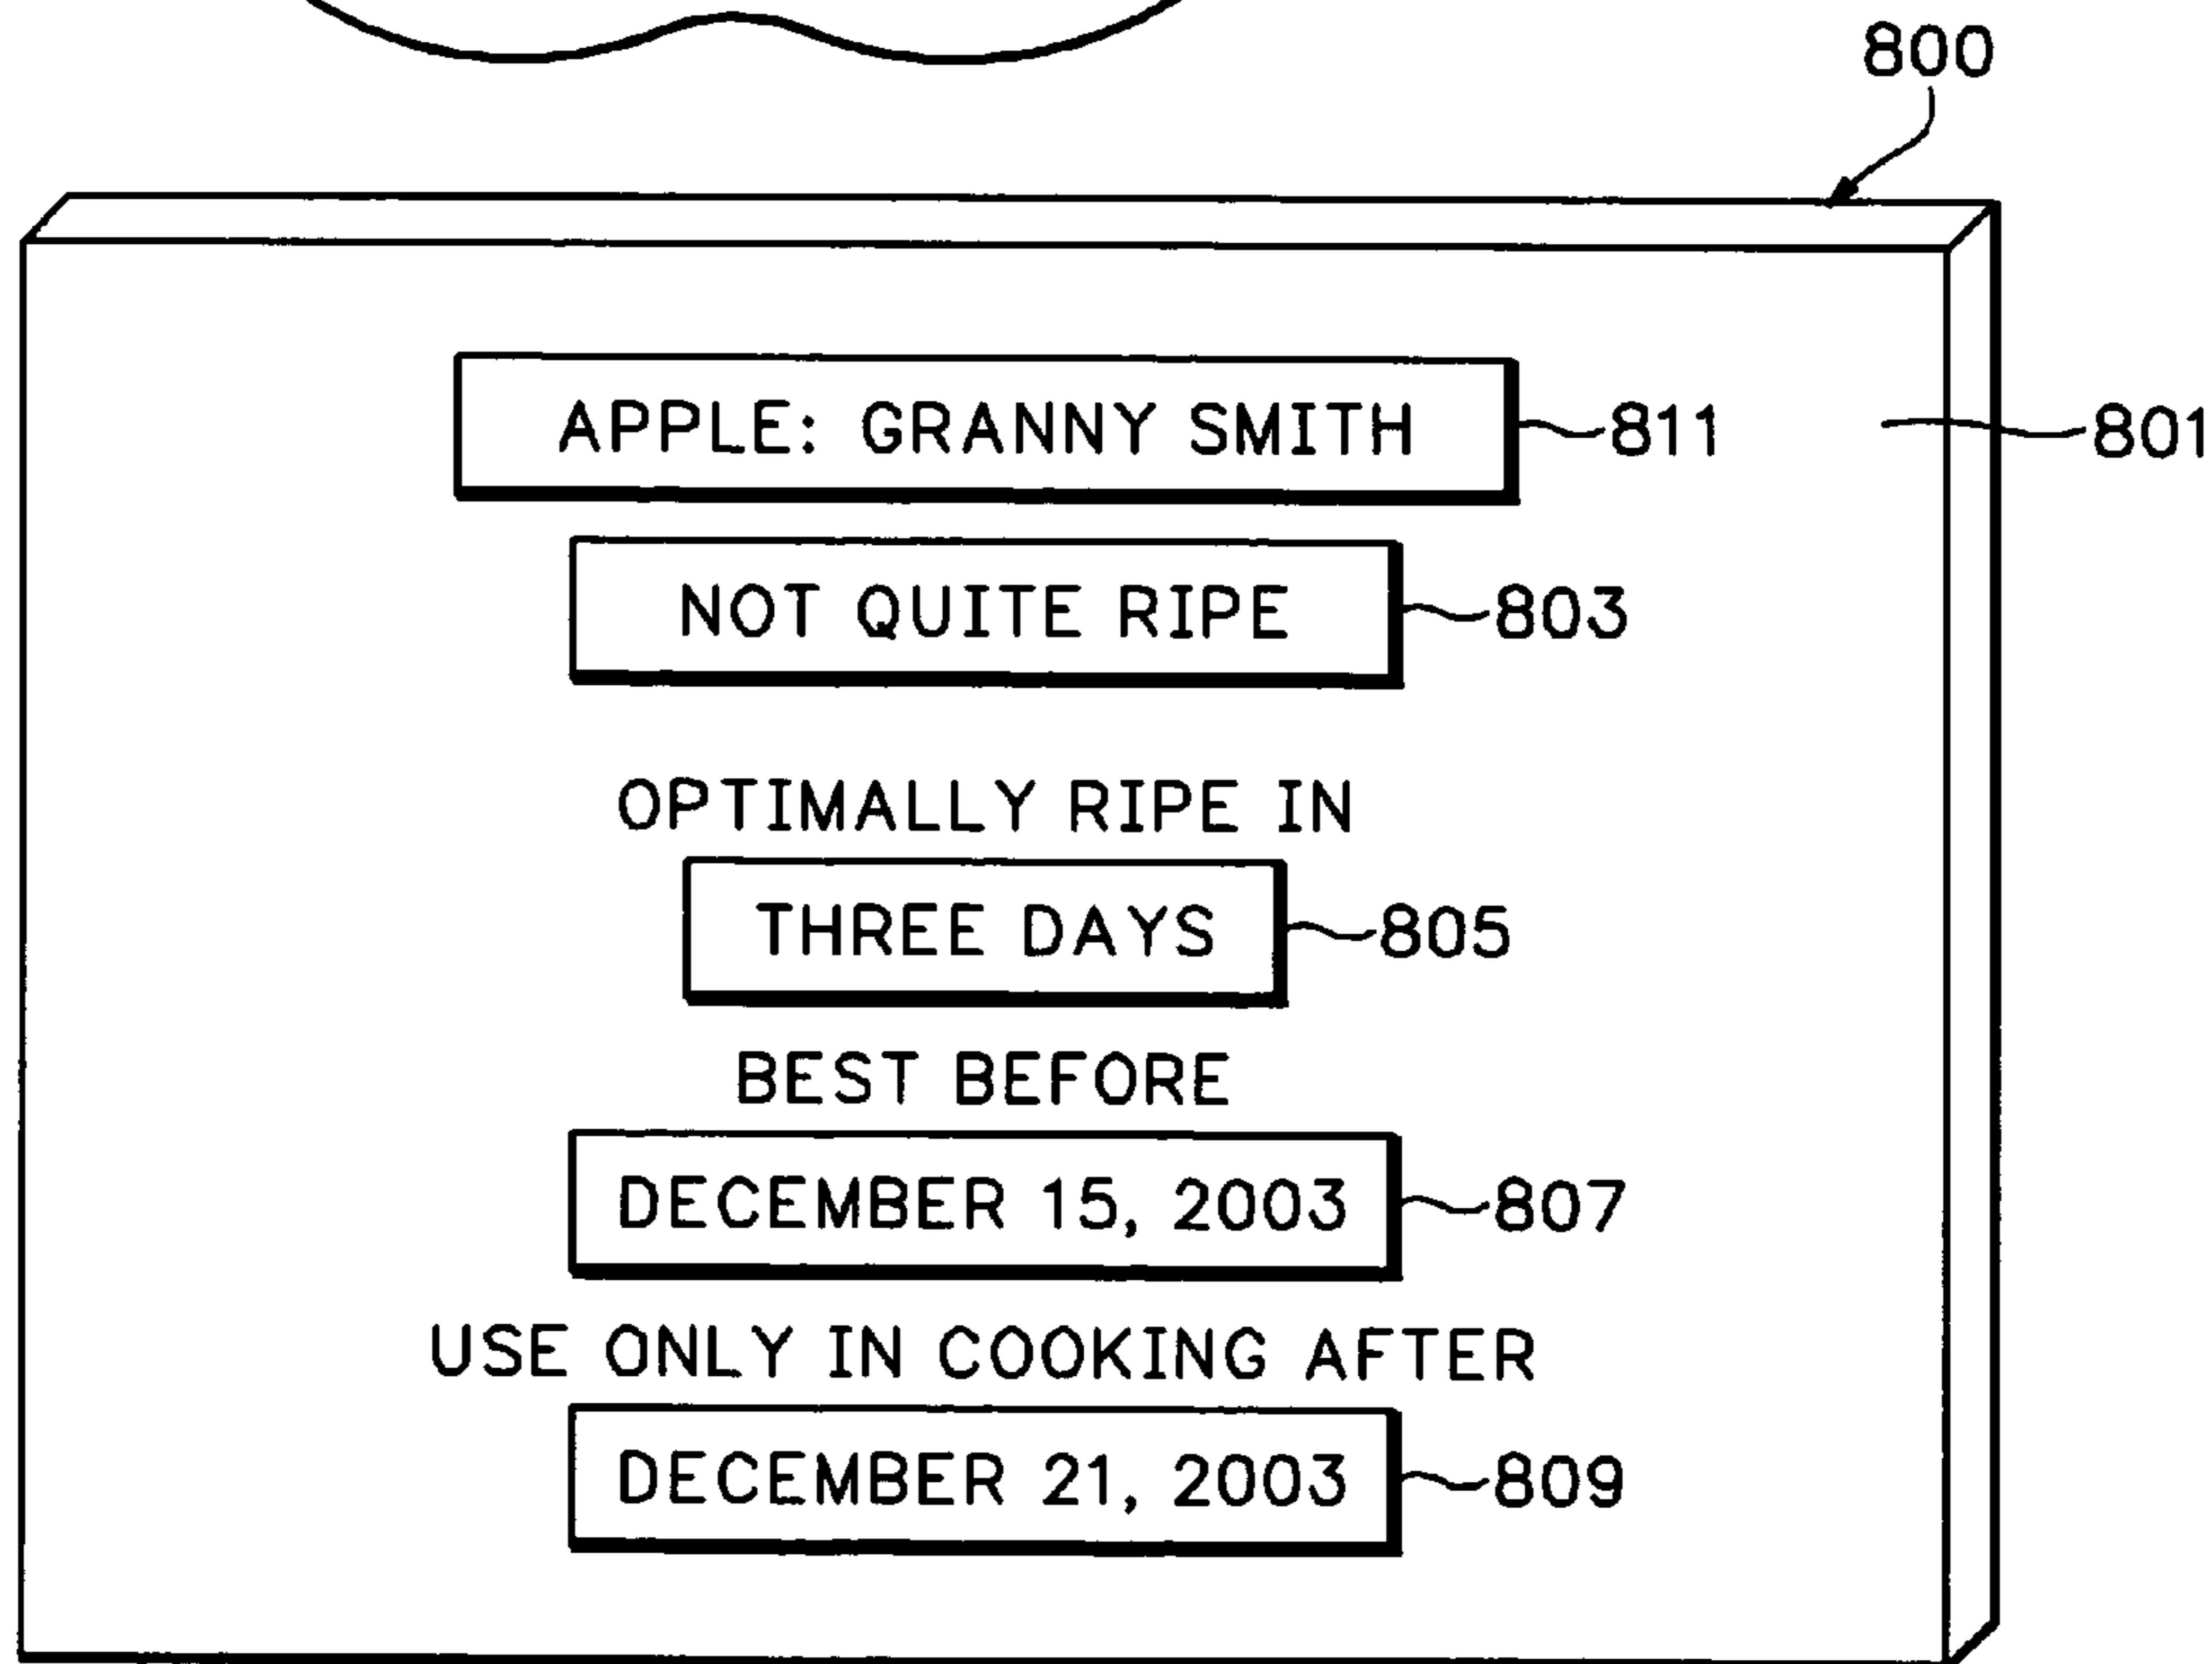 800
APPLE: GRANNY SMITH 811 801
NOT QUITE RIPE 803
OPTIMALLY RIPE IN
THREE DAYS 805
BEST BEFORE
DECEMBER 15, 2003 807
USE ONLY IN COOKING AFTER
DECEMBER 21, 2003 809